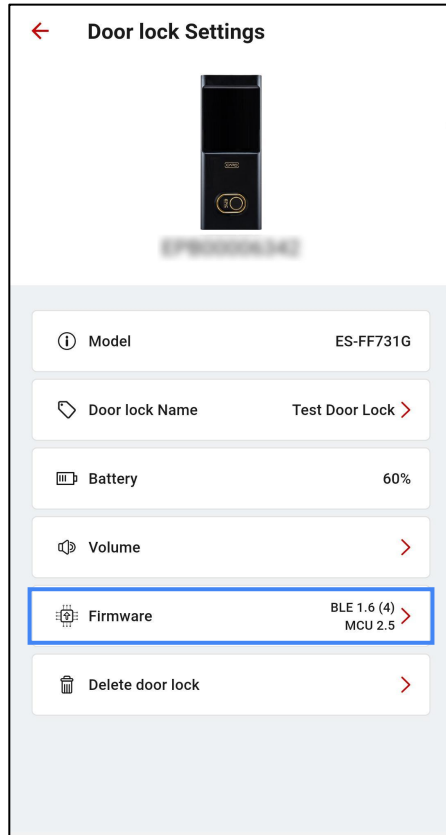 Door lock Settings
Model ES-FF731G
Door lock Name Test Door Lock
Battery 60%
Volume
Firmware BLE 1.6 (4)
MCU 2.5
Delete door lock